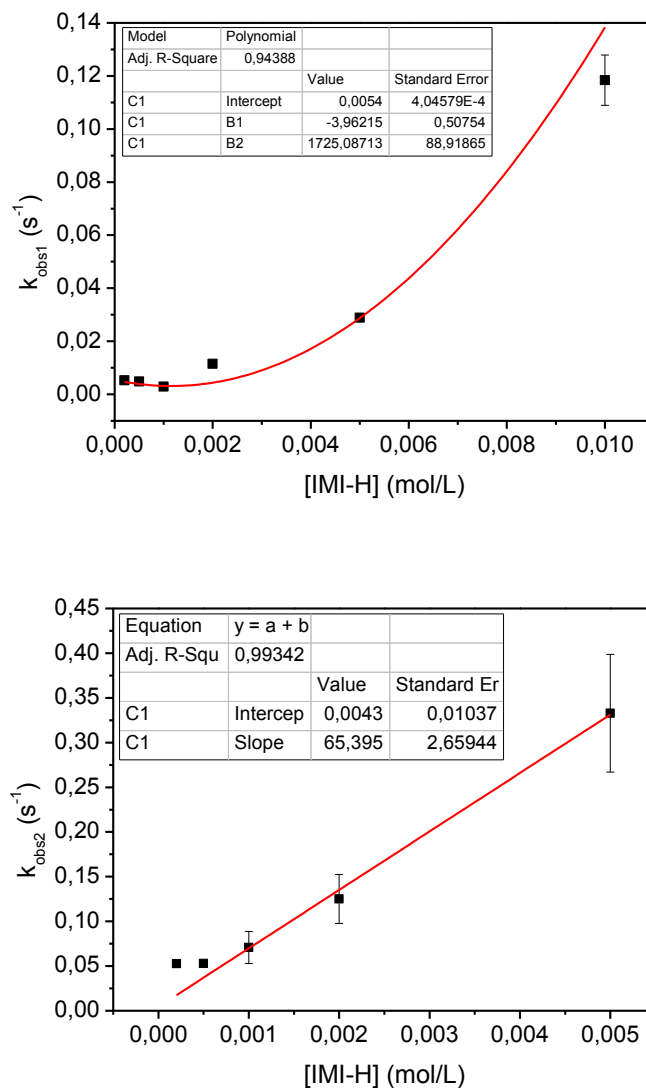 0,14
0,12
0,10
0,08
0,06
0,04
0,02
0,00
k_obs1 (s⁻¹)
Model Polynomial
Adj. R-Square 0,94388
Value Standard Error
C1 Intercept 0,0054 4,04579E-4
C1 B1 -3,96215 0,50754
C1 B2 1725,08713 88,91865
0,000 0,002 0,004 0,006 0,008 0,010
[IMI-H] (mol/L)
0,45
0,40
0,35
0,30
0,25
0,20
0,15
0,10
0,05
0,00
k_obs2 (s⁻¹)
Equation y = a + b
Adj. R-Squ 0,99342
Value Standard Er
C1 Intercep 0,0043 0,01037
C1 Slope 65,395 2,65944
0,000 0,001 0,002 0,003 0,004 0,005
[IMI-H] (mol/L)